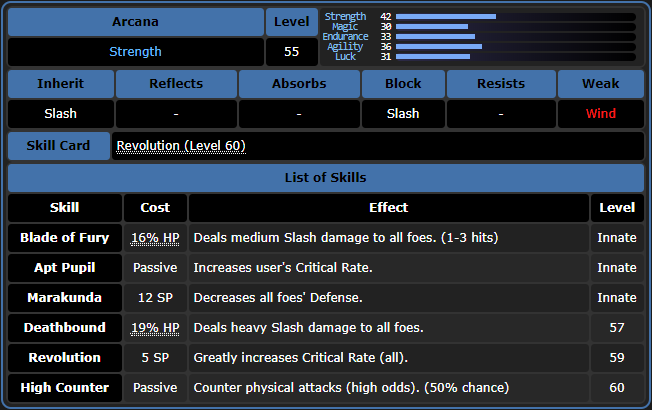 Arcana Level
Strength 55
Strength 42
Magic 30
Endurance 33
Agility 36
Luck 31
Inherit Reflects Absorbs Block Resists Weak
Slash - - Slash - Wind
Skill Card Revolution (Level 60)
List of Skills
Skill Cost Effect Level
Blade of Fury 16% HP Deals medium Slash damage to all foes. (1-3 hits) Innate
Apt Pupil Passive Increases user's Critical Rate. Innate
Marakunda 12 SP Decreases all foes' Defense. Innate
Deathbound 19% HP Deals heavy Slash damage to all foes. 57
Revolution 5 SP Greatly increases Critical Rate (all). 59
High Counter Passive Counter physical attacks (high odds). (50% chance) 60